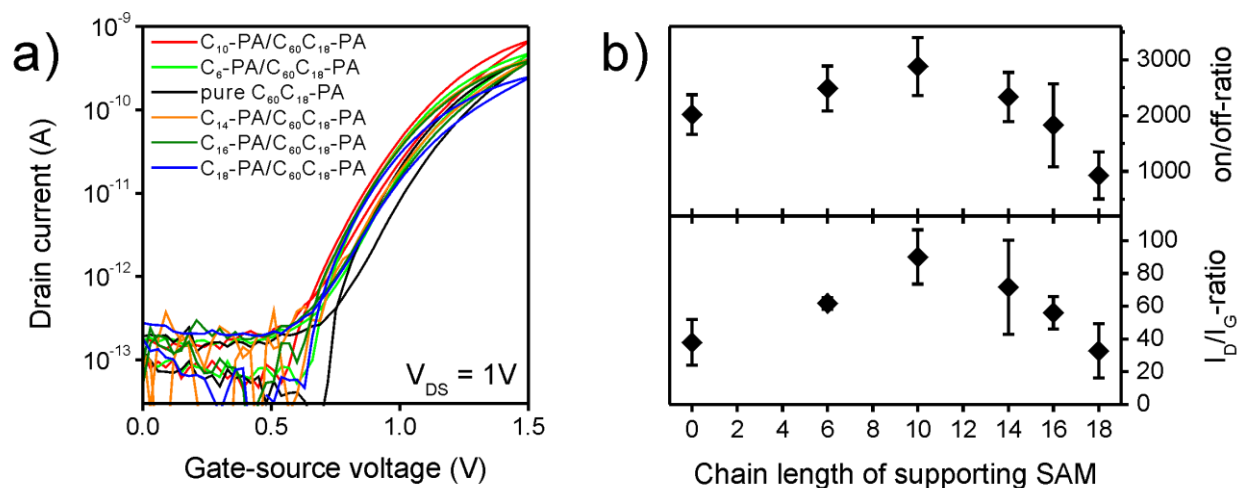 a)
10⁻⁹
10⁻¹⁰
10⁻¹¹
10⁻¹²
10⁻¹³
Drain current (A)
C₁₀-PA/C₆₀C₁₈-PA
C₆-PA/C₆₀C₁₈-PA
pure C₆₀C₁₈-PA
C₁₄-PA/C₆₀C₁₈-PA
C₁₆-PA/C₆₀C₁₈-PA
C₁₈-PA/C₆₀C₁₈-PA
V_DS = 1V
0.0 0.5 1.0 1.5
Gate-source voltage (V)
b)
3000
2000
1000
on/off-ratio
100
80
60
40
20
0
I_D/I_G-ratio
0 2 4 6 8 10 12 14 16 18
Chain length of supporting SAM